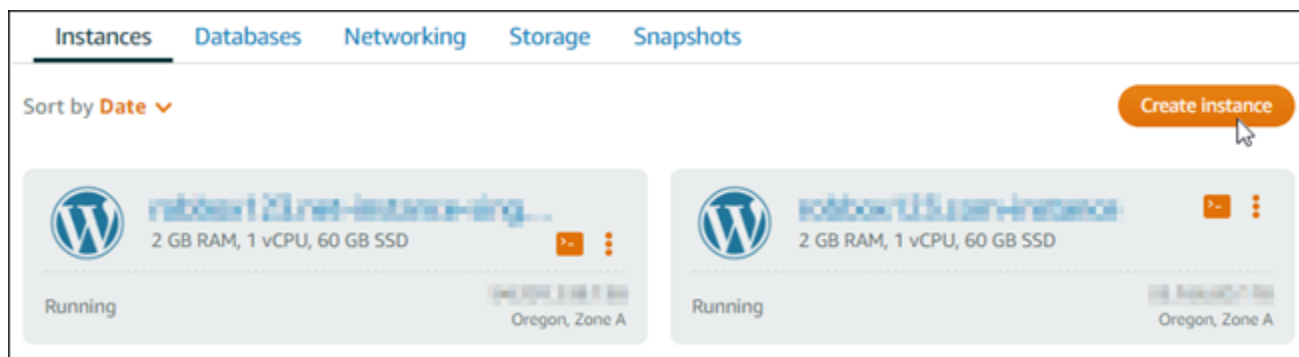 Instances Databases Networking Storage Snapshots
Sort by Date
Create instance
2 GB RAM, 1 vCPU, 60 GB SSD
Running
Oregon, Zone A
2 GB RAM, 1 vCPU, 60 GB SSD
Running
Oregon, Zone A